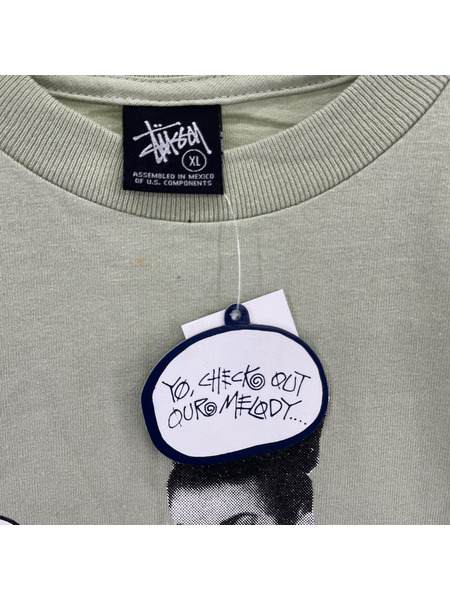 Stüssy
XL
ASSEMBLED IN MEXICO
OF U.S. COMPONENTS
YO, CHECK OUT
OUR MELODY....